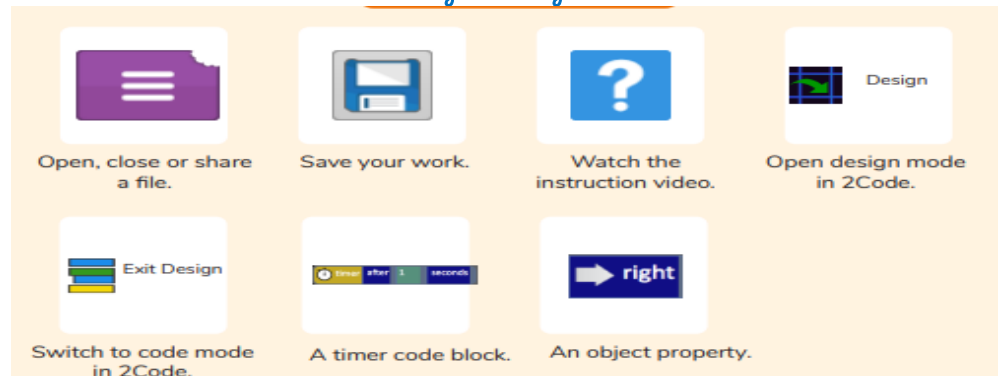 ?
Design
Open, close or share
a file.
Save your work.
Watch the
instruction video.
Open design mode
in 2Code.
Exit Design
timer after 1 seconds
right
Switch to code mode
in 2Code.
A timer code block.
An object property.